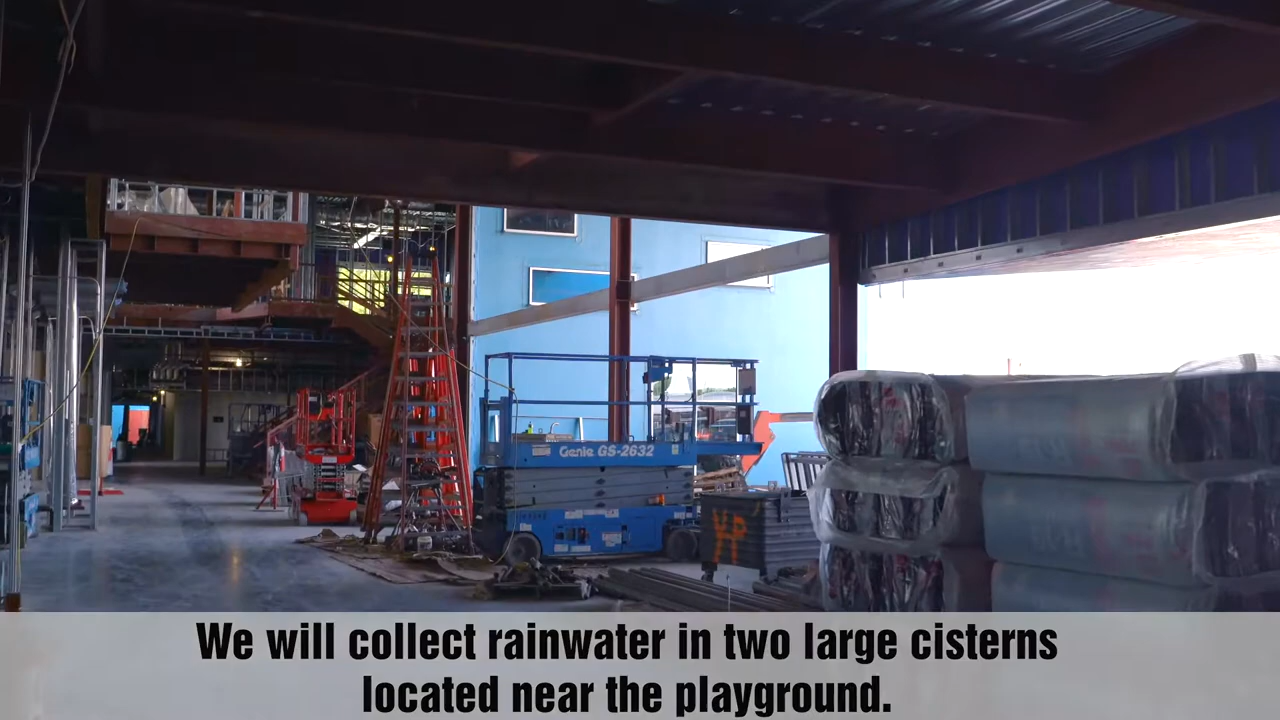 Genie GS-2632
YP
We will collect rainwater in two large cisterns
located near the playground.